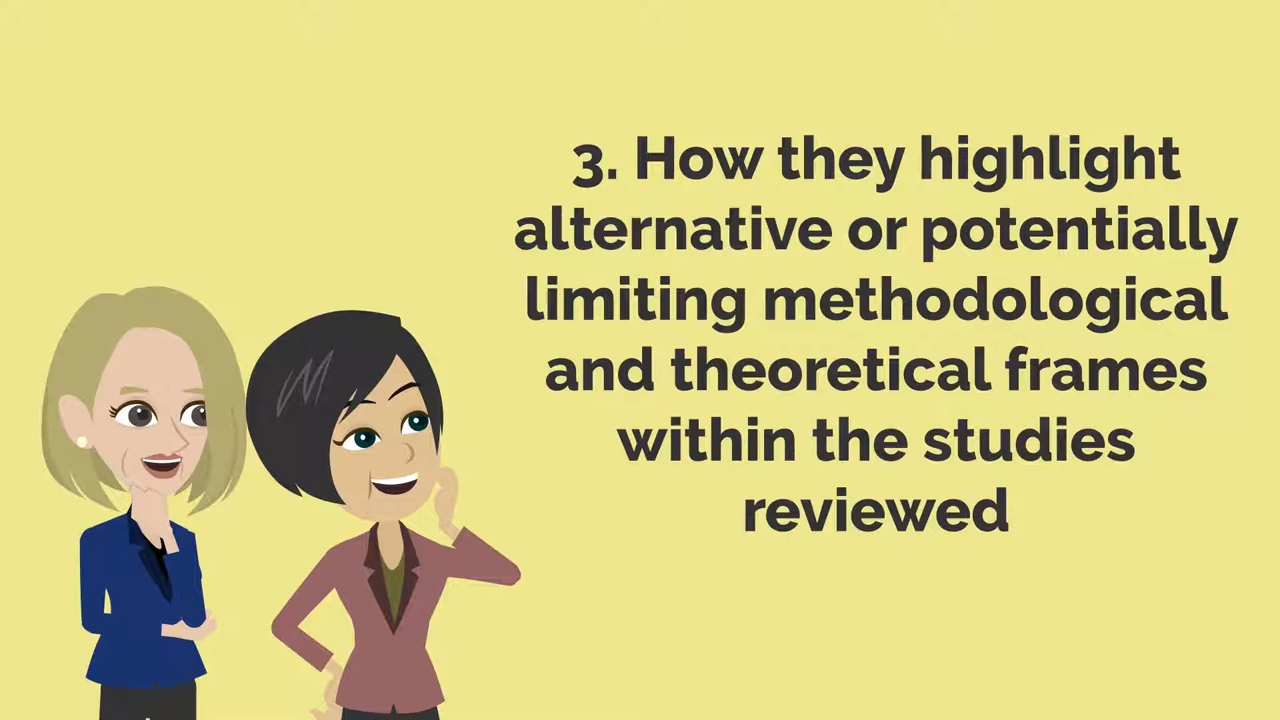 3. How they highlight
alternative or potentially
limiting methodological
and theoretical frames
within the studies
reviewed